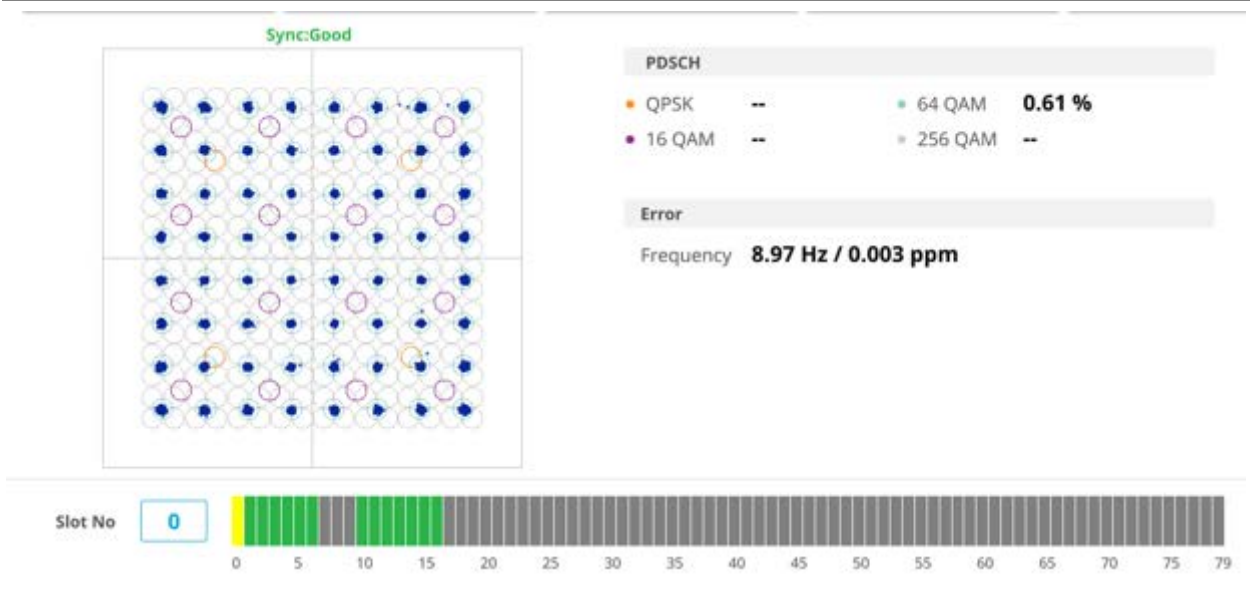 Sync:Good
PDSCH
QPSK -- 64 QAM 0.61 %
16 QAM -- 256 QAM --
Error
Frequency 8.97 Hz / 0.003 ppm
Slot No 0
0 5 10 15 20 25 30 35 40 45 50 55 60 65 70 75 79